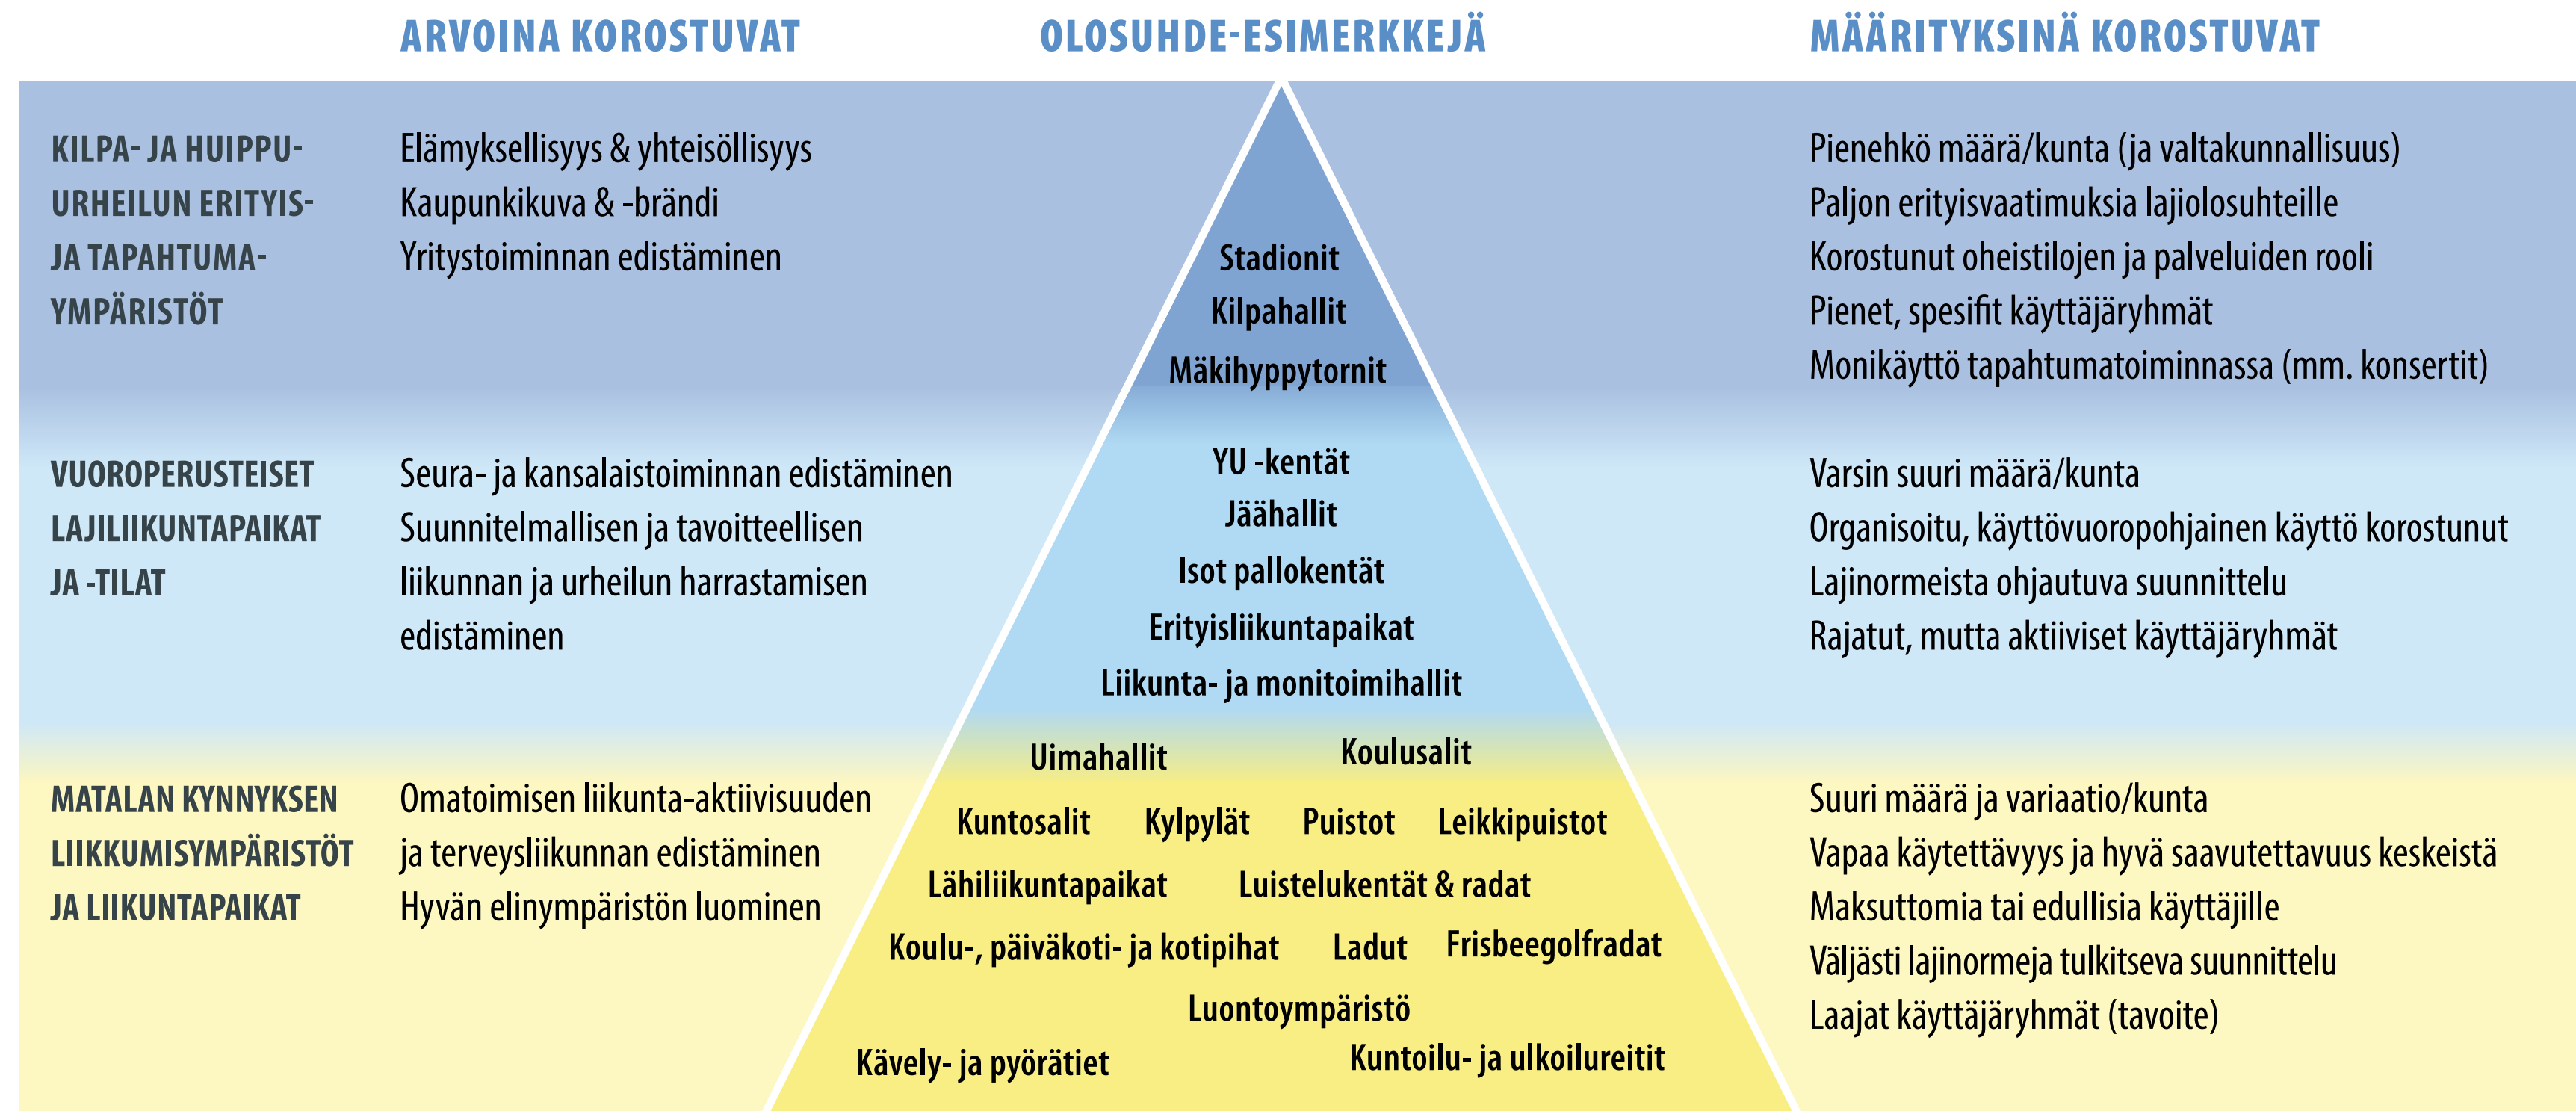 ARVOINA KOROSTUVAT
OLOSUHDE-ESIMERKKEJÄ
MÄÄRITYKSINÄ KOROSTUVAT
KILPA- JA HUIPPU-
URHEILUN ERITYIS-
JA TAPAHTUMA-
YMPÄRISTÖT
Elämyksellisyys & yhteisöllisyys
Kaupunkikuva & -brändi
Yritystoiminnan edistäminen
Stadionit
Kilpahallit
Mäkihyppytornit
Pienehkö määrä/kunta (ja valtakunnallisuus)
Paljon erityisvaatimuksia lajiolosuhteille
Korostunut oheistilojen ja palveluiden rooli
Pienet, spesifit käyttäjäryhmät
Monikäyttö tapahtumatoiminnassa (mm. konsertit)
VUOROPERUSTEISET
LAJILIIKUNTAPAIKAT
JA -TILAT
Seura- ja kansalaistoiminnan edistäminen
Suunnitelmallisen ja tavoitteellisen
liikunnan ja urheilun harrastamisen
edistäminen
YU -kentät
Jäähallit
Isot pallokentät
Erityisliikuntapaikat
Liikunta- ja monitoimihallit
Varsin suuri määrä/kunta
Organisoitu, käyttövuoropohjainen käyttö korostunut
Lajinormeista ohjautuva suunnittelu
Rajatut, mutta aktiiviset käyttäjäryhmät
MATALAN KYNNYKSEN
LIIKKUMISYMPÄRISTÖT
JA LIIKUNTAPAIKAT
Omatoimisen liikunta-aktiivisuuden
ja terveysliikunnan edistäminen
Hyvän elinympäristön luominen
Uimahallit Koulusalit
Kuntosalit Kylpylät Puistot Leikkipuistot
Lähiliikuntapaikat Luistelukentät & radat
Koulu-, päiväkoti- ja kotipihat Ladut Frisbeegolfradat
Luontoympäristö
Kävely- ja pyörätiet Kuntoilu- ja ulkoilureitit
Suuri määrä ja variaatio/kunta
Vapaa käytettävyys ja hyvä saavutettavuus keskeistä
Maksuttomia tai edullisia käyttäjille
Väljästi lajinormeja tulkitseva suunnittelu
Laajat käyttäjäryhmät (tavoite)